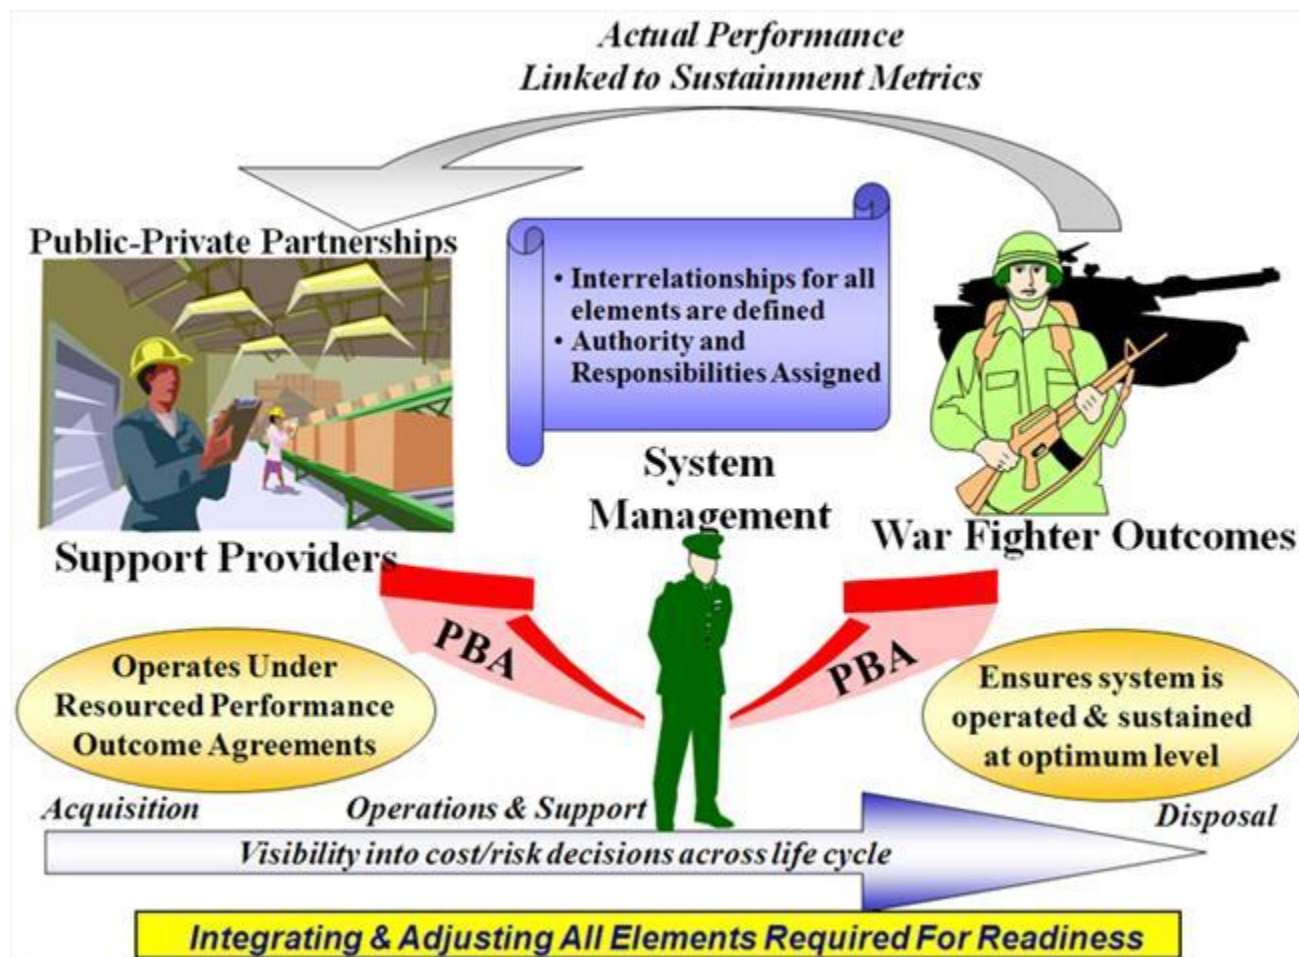 Actual Performance
Linked to Sustainment Metrics
Public-Private Partnerships
• Interrelationships for all
elements are defined
• Authority and
Responsibilities Assigned
System
Management
Support Providers
War Fighter Outcomes
PBA
PBA
Operates Under
Resourced Performance
Outcome Agreements
Ensures system is
operated & sustained
at optimum level
Acquisition
Operations & Support
Disposal
Visibility into cost/risk decisions across life cycle
Integrating & Adjusting All Elements Required For Readiness